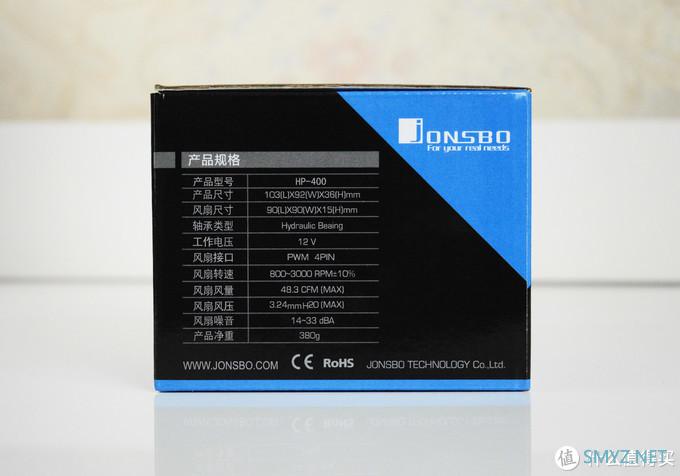 JONSBO
For your real needs
产品规格
产品型号 HP-400
产品尺寸 103(L)X92(W)X36(H)mm
风扇尺寸 90(L)X90(W)X15(H)mm
轴承类型 Hydraulic Beaing
工作电压 12 V
风扇接口 PWM 4PIN
风扇转速 800-3000 RPM±10%
风扇风量 48.3 CFM (MAX)
风扇风压 3.24mmH2O (MAX)
风扇噪音 14-33 dBA
产品净重 380g
WWW.JONSBO.COM CE RoHS JONSBO TECHNOLOGY Co.,Ltd.
值 SMYZ.NET